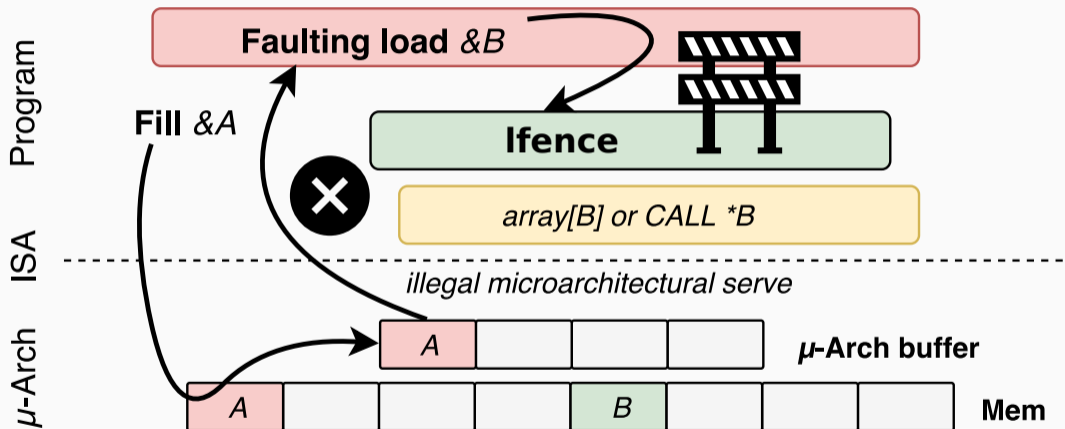 Program
ISA
μ-Arch
Faulting load &B
Fill &A
lfence
array[B] or CALL *B
illegal microarchitectural serve
A
μ-Arch buffer
A
B
Mem